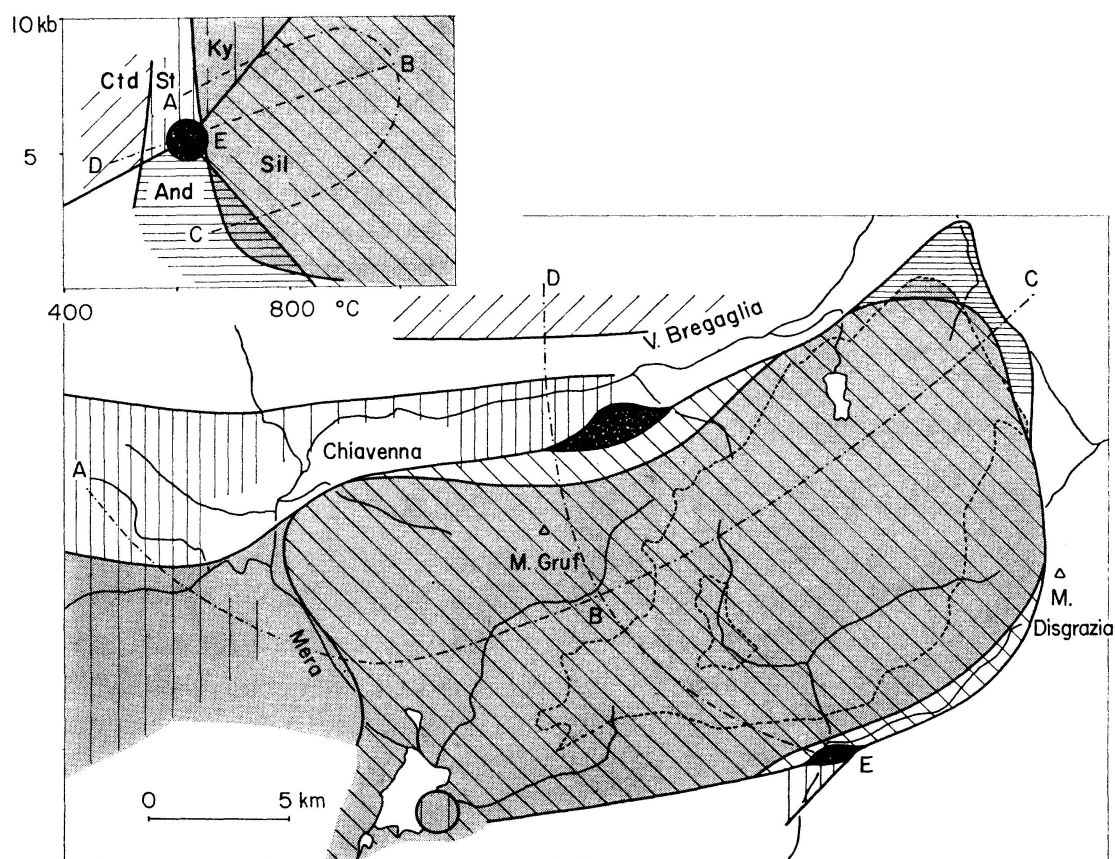 10 kb
Ky
Ctd
St
B
A
E
5
D
Sil
And
C
400
800
°C
D
C
V. Bregaglia
Chiavenna
A
M. Gruf
B
M.
Disgrazia
Mera
E
0
5 km